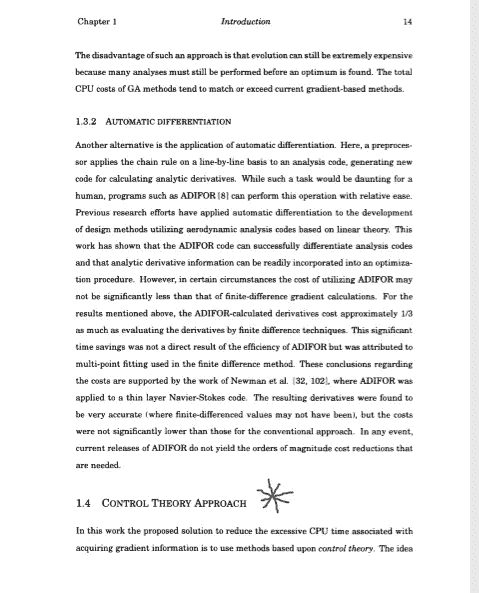 Chapter 1 Introduction 14
The disadvantage of such an approach is that evolution can still be extremely expensive
because many analyses must still be performed before an optimum is found. The total
CPU costs of GA methods tend to match or exceed current gradient-based methods.
1.3.2 AUTOMATIC DIFFERENTIATION
Another alternative is the application of automatic differentiation. Here, a preproces-
sor applies the chain rule on a line-by-line basis to an analysis code, generating new
code for calculating analytic derivatives. While such a task would be daunting for a
human, programs such as ADIFOR [8] can perform this operation with relative ease.
Previous research efforts have applied automatic differentiation to the development
of design methods utilizing aerodynamic analysis codes based on linear theory. This
work has shown that the ADIFOR code can successfully differentiate analysis codes
and that analytic derivative information can be readily incorporated into an optimiza-
tion procedure. However, in certain circumstances the cost of utilizing ADIFOR may
not be significantly less than that of finite-difference gradient calculations. For the
results mentioned above, the ADIFOR-calculated derivatives cost approximately 1/3
as much as evaluating the derivatives by finite difference techniques. This significant
time savings was not a direct result of the efficiency of ADIFOR but was attributed to
multi-point fitting used in the finite difference method. These conclusions regarding
the costs are supported by the work of Newman et al. [32, 102], where ADIFOR was
applied to a thin layer Navier-Stokes code. The resulting derivatives were found to
be very accurate (where finite-differenced values may not have been), but the costs
were not significantly lower than those for the conventional approach. In any event,
current releases of ADIFOR do not yield the orders of magnitude cost reductions that
are needed.
1.4 CONTROL THEORY APPROACH
In this work the proposed solution to reduce the excessive CPU time associated with
acquiring gradient information is to use methods based upon control theory. The idea